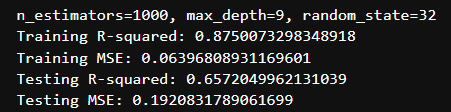 n_estimators=1000, max_depth=9, random_state=32
Training R-squared: 0.8750073298348918
Training MSE: 0.06396808931169601
Testing R-squared: 0.6572049962131039
Testing MSE: 0.1920831789061699